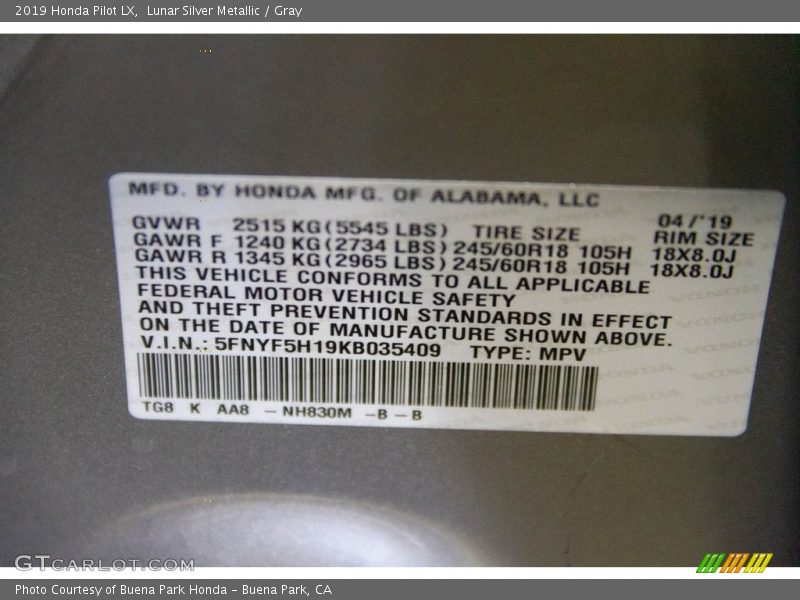 2019 Honda Pilot LX, Lunar Silver Metallic / Gray
MFD. BY HONDA MFG. OF ALABAMA, LLC
04/'19
GVWR 2515 KG (5545 LBS) TIRE SIZE RIM SIZE
GAWR F 1240 KG (2734 LBS) 245/60R18 105H 18X8.0J
GAWR R 1345 KG (2965 LBS) 245/60R18 105H 18X8.0J
THIS VEHICLE CONFORMS TO ALL APPLICABLE
FEDERAL MOTOR VEHICLE SAFETY
AND THEFT PREVENTION STANDARDS IN EFFECT
ON THE DATE OF MANUFACTURE SHOWN ABOVE.
V.I.N.: 5FNYF5H19KB035409 TYPE: MPV
TG8 K AA8 – NH830M – B – B
GTCARLOT.COM
Photo Courtesy of Buena Park Honda – Buena Park, CA